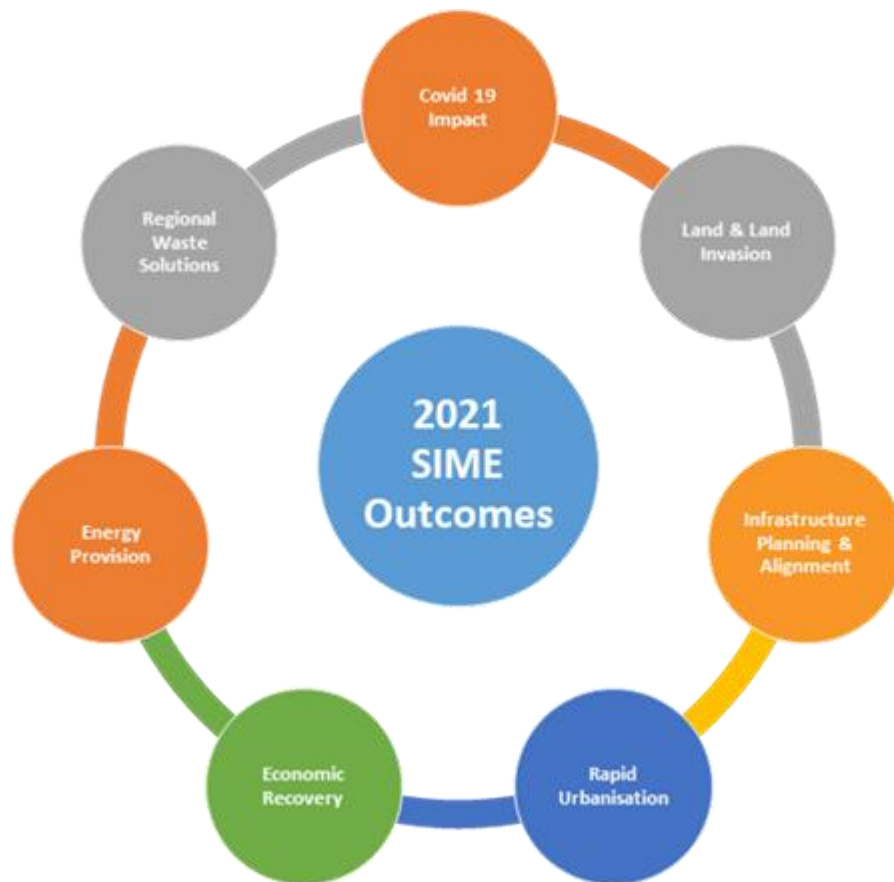 Covid 19
Impact
Land & Land
Invasion
Infrastructure
Planning &
Alignment
Rapid
Urbanisation
Economic
Recovery
Energy
Provision
Regional
Waste
Solutions
2021
SIME
Outcomes